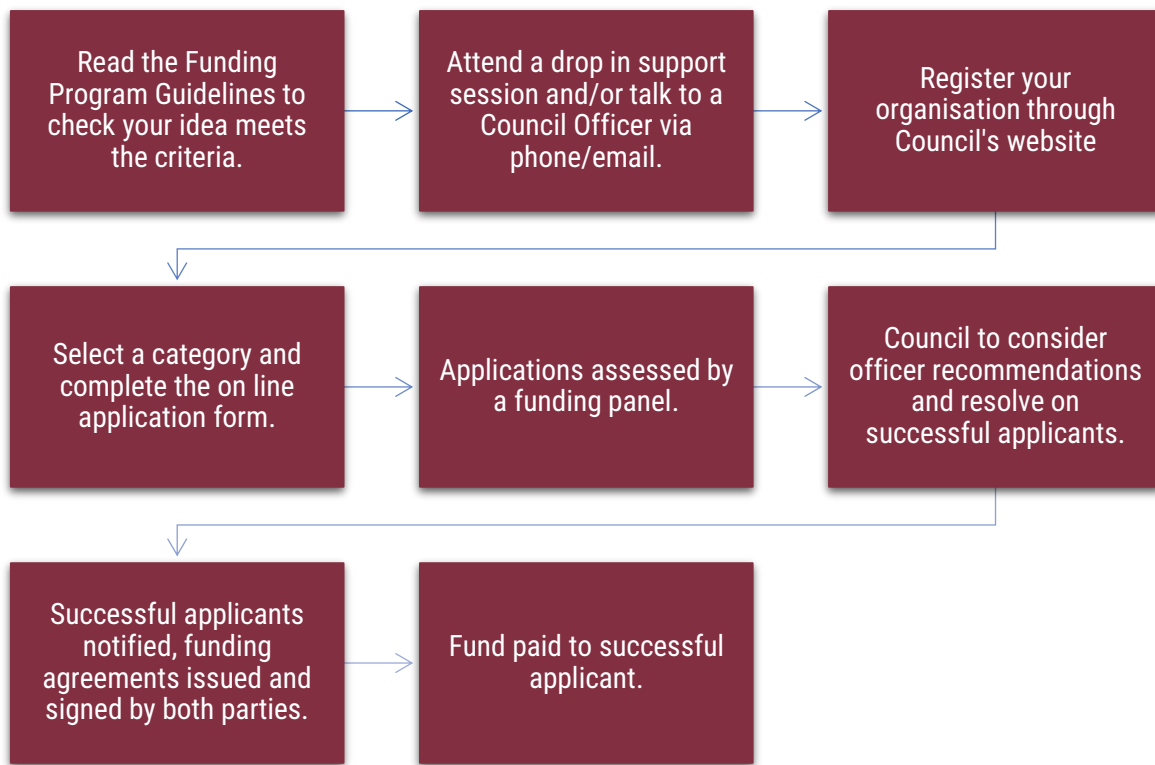 Read the Funding
Program Guidelines to
check your idea meets
the criteria.
Attend a drop in support
session and/or talk to a
Council Officer via
phone/email.
Register your
organisation through
Council's website
Select a category and
complete the on line
application form.
Applications assessed by
a funding panel.
Council to consider
officer recommendations
and resolve on
successful applicants.
Successful applicants
notified, funding
agreements issued and
signed by both parties.
Fund paid to successful
applicant.